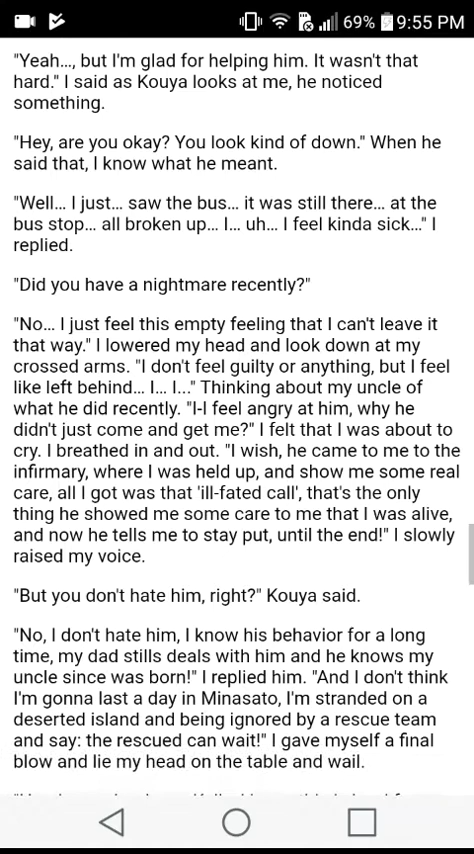 69% 9:55 PM
"Yeah..., but I'm glad for helping him. It wasn't that
hard." I said as Kouya looks at me, he noticed
something.
"Hey, are you okay? You look kind of down." When he
said that, I know what he meant.
"Well... I just... saw the bus... it was still there... at the
bus stop... all broken up... I... uh... I feel kinda sick..." I
replied.
"Did you have a nightmare recently?"
"No... I just feel this empty feeling that I can't leave it
that way." I lowered my head and look down at my
crossed arms. "I don't feel guilty or anything, but I feel
like left behind... I... I..." Thinking about my uncle of
what he did recently. "I-I feel angry at him, why he
didn't just come and get me?" I felt that I was about to
cry. I breathed in and out. "I wish, he came to me to the
infirmary, where I was held up, and show me some real
care, all I got was that 'ill-fated call', that's the only
thing he showed me some care to me that I was alive,
and now he tells me to stay put, until the end!" I slowly
raised my voice.
"But you don't hate him, right?" Kouya said.
"No, I don't hate him, I know his behavior for a long
time, my dad stills deals with him and he knows my
uncle since was born!" I replied him. "And I don't think
I'm gonna last a day in Minasato, I'm stranded on a
deserted island and being ignored by a rescue team
and say: the rescued can wait!" I gave myself a final
blow and lie my head on the table and wail.